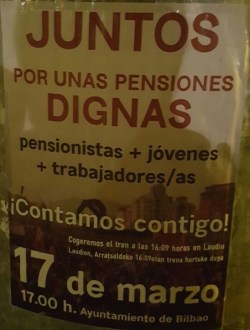 JUNTOS
POR UNAS PENSIONES
DIGNAS
pensionistas + jóvenes
+ trabajadores/as
¡Contamos contigo!
Cogeremos el tren a las 16:09 horas en Laudio
Laudion, Arratsaldeko 16:09etan trena hartuko dugu
17 de marzo
17.00 h. Ayuntamiento de Bilbao